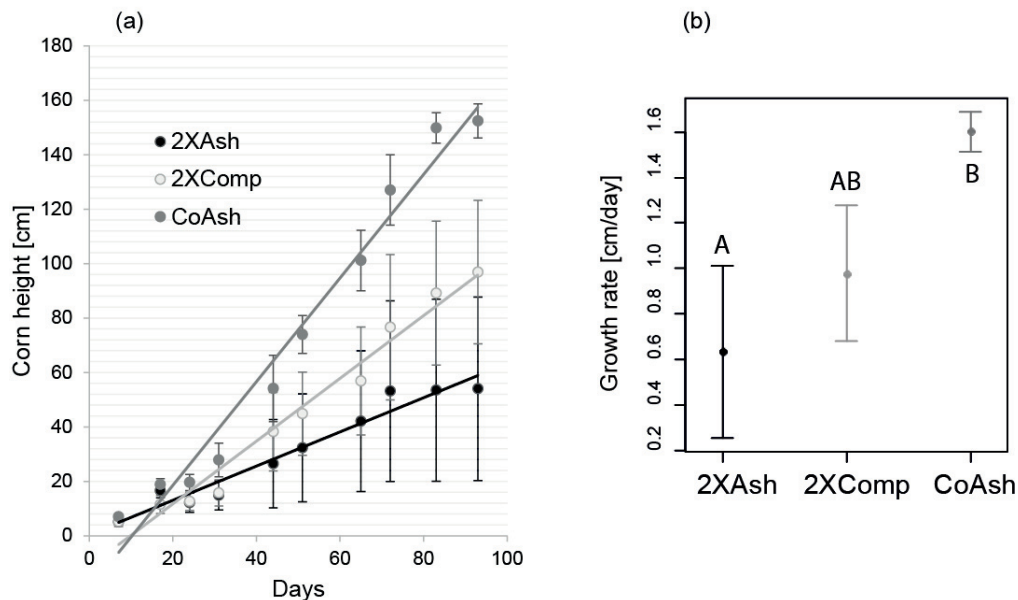 (a)
180
160
140
120
100
80
60
40
20
0
Corn height [cm]
2XAsh
2XComp
CoAsh
0 20 40 60 80 100
Days
(b)
1.6
1.4
1.2
1.0
0.8
0.6
0.4
0.2
Growth rate [cm/day]
A
AB
B
2XAsh 2XComp CoAsh